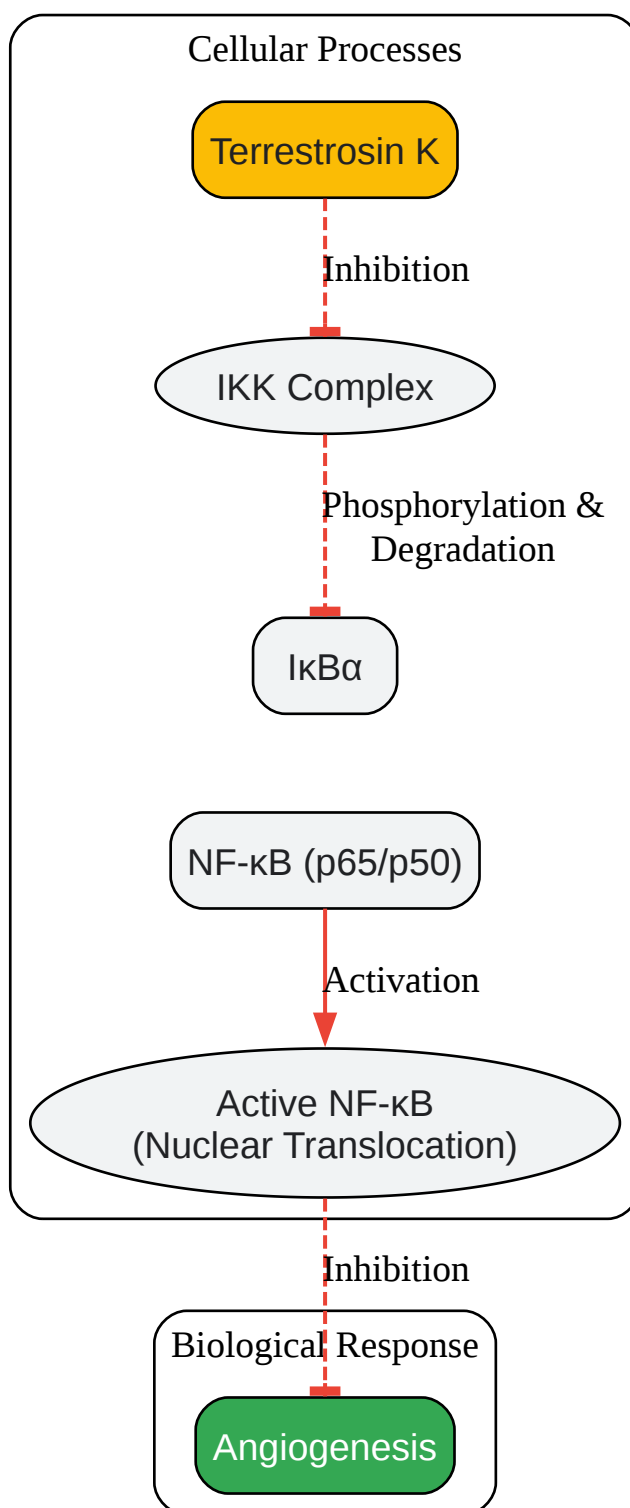 Cellular Processes
Terrestrosin K
Inhibition
IKK Complex
Phosphorylation &
Degradation
IκBα
NF-κB (p65/p50)
Activation
Active NF-κB
(Nuclear Translocation)
Inhibition
Biological Response
Angiogenesis